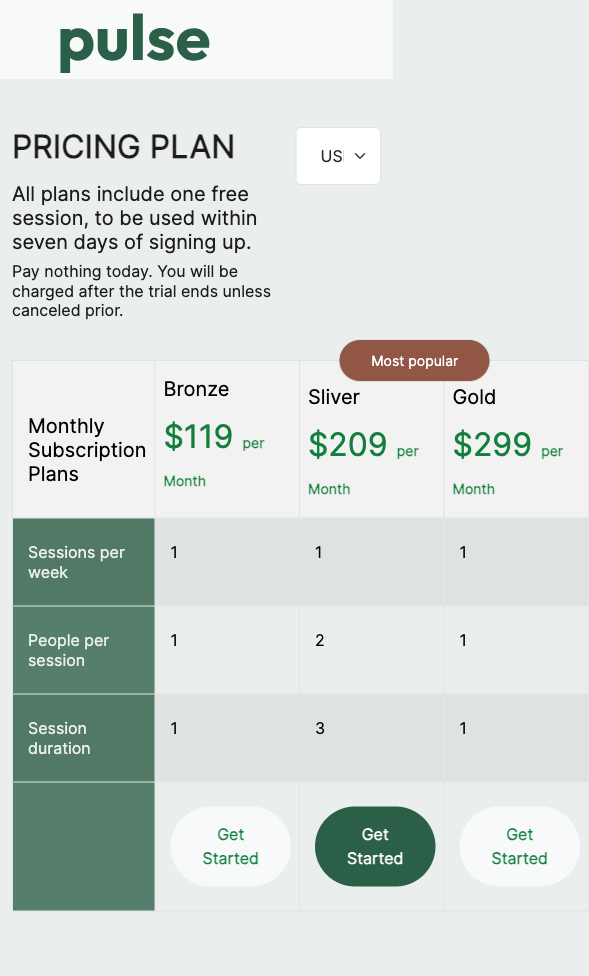 pulse
PRICING PLAN
US
All plans include one free
session, to be used within
seven days of signing up.
Pay nothing today. You will be
charged after the trial ends unless
canceled prior.
Most popular
Monthly
Subscription
Plans
Bronze
$119 per
Month
Sliver
$209 per
Month
Gold
$299 per
Month
Sessions per
week
1
1
1
People per
session
1
2
1
Session
duration
1
3
1
Get
Started
Get
Started
Get
Started